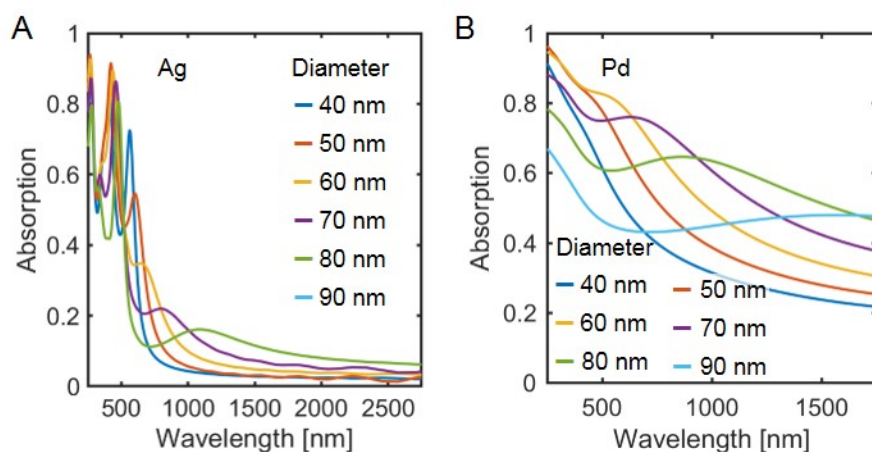 A
Ag
Diameter
40 nm
50 nm
60 nm
70 nm
80 nm
90 nm
1
0.8
0.6
0.4
0.2
0
500 1000 1500 2000 2500
Absorption
Wavelength [nm]
B
Pd
Diameter
40 nm 50 nm
60 nm 70 nm
80 nm 90 nm
1
0.8
0.6
0.4
0.2
0
500 1000 1500
Absorption
Wavelength [nm]